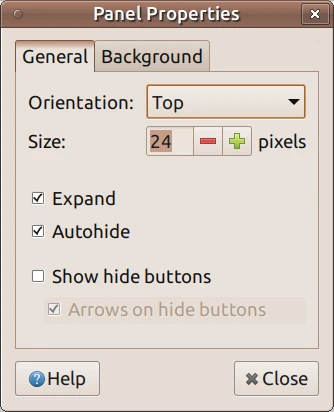 Panel Properties
General Background
Orientation: Top
Size: 24 pixels
Expand
Autohide
Show hide buttons
Arrows on hide buttons
Help Close